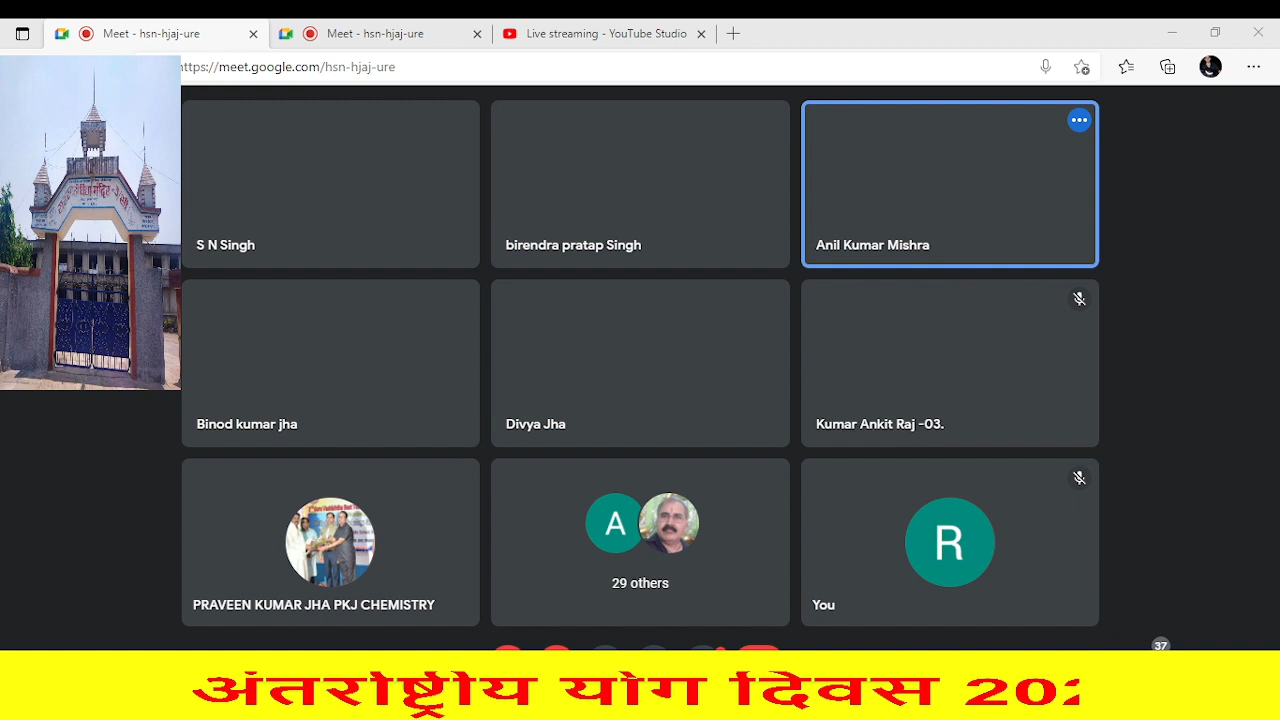 Meet - hsn-hjaj-ure
Meet - hsn-hjaj-ure
Live streaming - YouTube Studio
ttps://meet.google.com/hsn-hjaj-ure
S N Singh
birendra pratap Singh
Anil Kumar Mishra
Binod kumar jha
Divya Jha
Kumar Ankit Raj -03.
PRAVEEN KUMAR JHA PKJ CHEMISTRY
A
29 others
R
You
37
अंतर्राष्ट्रीय योग दिवस 202